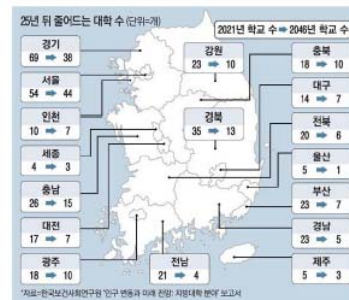 25년 뒤 줄어드는 대학 수 (단위=개)
2021년 학교 수 ➡ 2046년 학교 수
경기
69 ➡ 38
서울
54 ➡ 44
인천
10 ➡ 7
세종
4 ➡ 3
충남
26 ➡ 15
대전
17 ➡ 7
광주
18 ➡ 10
강원
23 ➡ 10
경북
35 ➡ 13
전남
21 ➡ 4
충북
18 ➡ 10
대구
14 ➡ 7
전북
20 ➡ 6
울산
5 ➡ 1
부산
23 ➡ 7
경남
23 ➡ 5
제주
5 ➡ 3
*자료=한국보건사회연구원 '인구 변동과 미래 전망: 지방대학 분야' 보고서